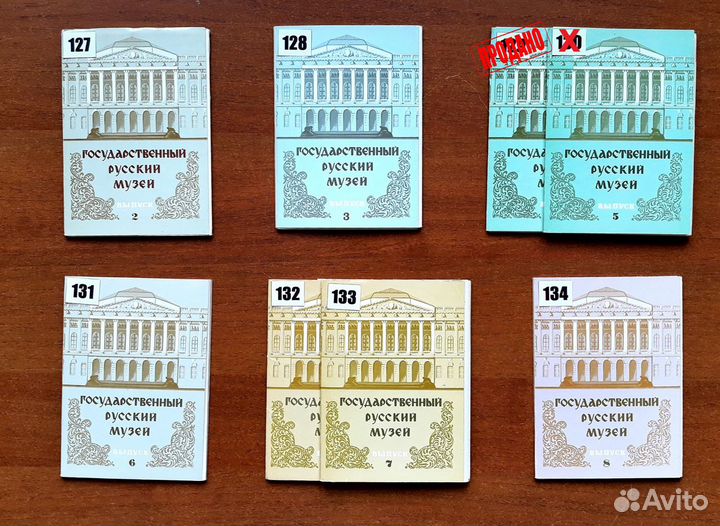 127
ГОСУДАРСТВЕННЫЙ
РУССКИЙ
МУЗЕЙ
ВЫПУСК
2
128
ГОСУДАРСТВЕННЫЙ
РУССКИЙ
МУЗЕЙ
ВЫПУСК
3
ПРОДАНО
ГОСУДАРСТВЕННЫЙ
РУССКИЙ
МУЗЕЙ
ВЫПУСК
5
131
ГОСУДАРСТВЕННЫЙ
РУССКИЙ
МУЗЕЙ
ВЫПУСК
6
132
133
ГОСУДАРСТВЕННЫЙ
РУССКИЙ
МУЗЕЙ
ВЫПУСК
7
134
ГОСУДАРСТВЕННЫЙ
РУССКИЙ
МУЗЕЙ
ВЫПУСК
8
Avito